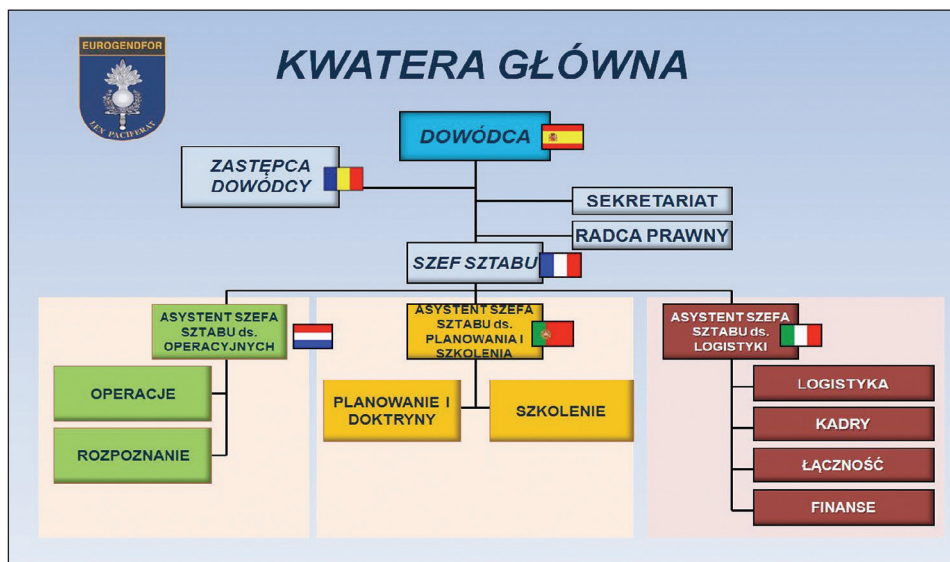 EUROGENDFOR
LEX PACIFERAT
KWATERA GŁÓWNA
DOWÓDCA
ZASTĘPCA
DOWÓDCY
SEKRETARIAT
RADCA PRAWNY
SZEF SZTABU
ASYSTENT SZEFA
SZTABU ds.
OPERACYJNYCH
OPERACJE
ROZPOZNANIE
ASYSTENT SZEFA
SZTABU ds.
PLANOWANIA I
SZKOLENIA
PLANOWANIE I
DOKTRYNY
SZKOLENIE
ASYSTENT SZEFA
SZTABU ds.
LOGISTYKI
LOGISTYKA
KADRY
ŁĄCZNOŚĆ
FINANSE